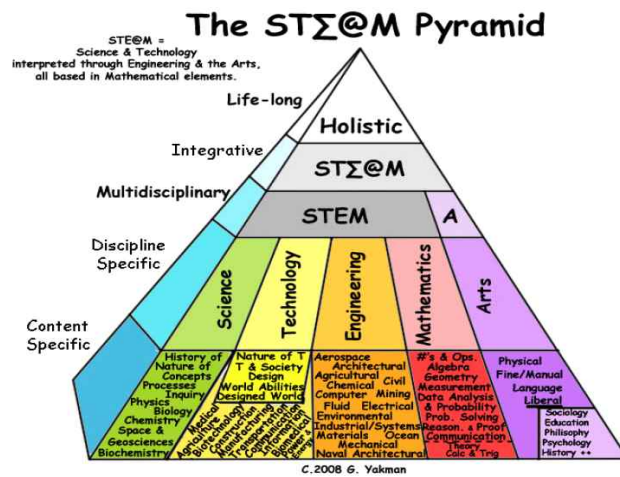 The ST∑@M Pyramid
STE@M =
Science & Technology
interpreted through Engineering & the Arts,
all based in Mathematical elements.
Life-long
Holistic
Integrative
ST∑@M
Multidisciplinary
STEM
A
Discipline
Specific
Science
Technology
Engineering
Mathematics
Arts
Content
Specific
History of
Nature of
Concepts
Processes
Inquiry
Physics
Biology
Chemistry
Space &
Geosciences
Biochemistry
Nature of T
T & Society
Design
World Abilities
Designed World
Medical
Agriculture
Biotechnology
Construction
Manufacturing
Transportation
Communication
Information
Biomedical
Power &
Energy
Aerospace
Architectural
Agricultural
Civil
Chemical
Computer Mining
Fluid Electrical
Environmental
Industrial/Systems
Materials Ocean
Mechanical
Naval Architectural
#'s & Ops.
Algebra
Geometry
Measurement
Data Analysis
& Probability
Prob. Solving
Reason. & Proof
Communication
Theory
Calc & Trig
Physical
Fine/Manual
Language
Liberal
Sociology
Education
Philisophy
Psychology
History ++
C.2008 G. Yakman